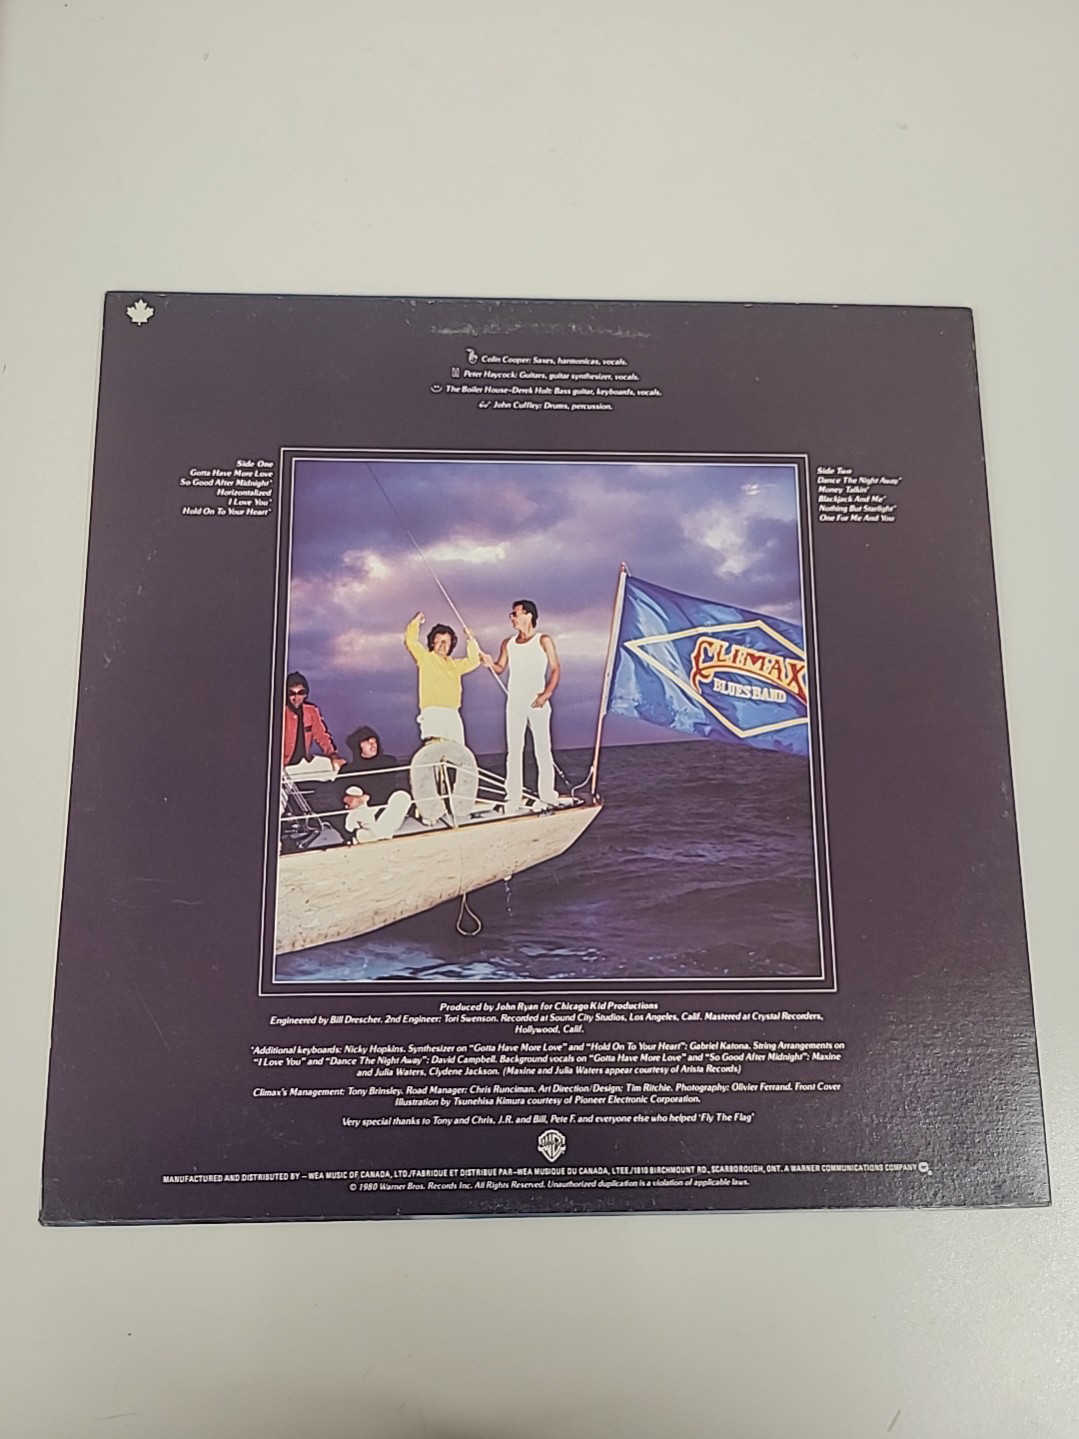 Colin Cooper: Saxes, harmonicas, vocals.
Peter Haycock: Guitars, guitar synthesizer, vocals.
The Boiler House-Derek Holt: Bass guitar, keyboards, vocals.
John Cuffley: Drums, percussion.
Side One
Gotta Have More Love
So Good After Midnight*
Horizontalized
I Love You*
Hold On To Your Heart*
Side Two
Dance The Night Away*
Money Talkin'
Blackjack And Me*
Nothing But Starlight*
One For Me And You
CLIMAX
BLUES BAND
Produced by John Ryan for Chicago Kid Productions
Engineered by Bill Drescher. 2nd Engineer: Tori Swenson. Recorded at Sound City Studios, Los Angeles, Calif. Mastered at Crystal Recorders,
Hollywood, Calif.
*Additional keyboards: Nicky Hopkins. Synthesizer on "Gotta Have More Love" and "Hold On To Your Heart": Gabriel Katona. String Arrangements on
"I Love You" and "Dance The Night Away": David Campbell. Background vocals on "Gotta Have More Love" and "So Good After Midnight": Maxine
and Julia Waters, Clydene Jackson. (Maxine and Julia Waters appear courtesy of Arista Records)
Climax's Management: Tony Brinsley. Road Manager: Chris Runciman. Art Direction/Design: Tim Ritchie. Photography: Olivier Ferrand. Front Cover
Illustration by Tsunehisa Kimura courtesy of Pioneer Electronic Corporation.
Very special thanks to Tony and Chris, J.R. and Bill, Pete F. and everyone else who helped 'Fly The Flag'
WB
MANUFACTURED AND DISTRIBUTED BY — WEA MUSIC OF CANADA, LTD./FABRIQUE ET DISTRIBUE PAR—WEA MUSIQUE DU CANADA, LTEE./1810 BIRCHMOUNT RD., SCARBOROUGH, ONT. A WARNER COMMUNICATIONS COMPANY
© 1980 Warner Bros. Records Inc. All Rights Reserved. Unauthorized duplication is a violation of applicable laws.